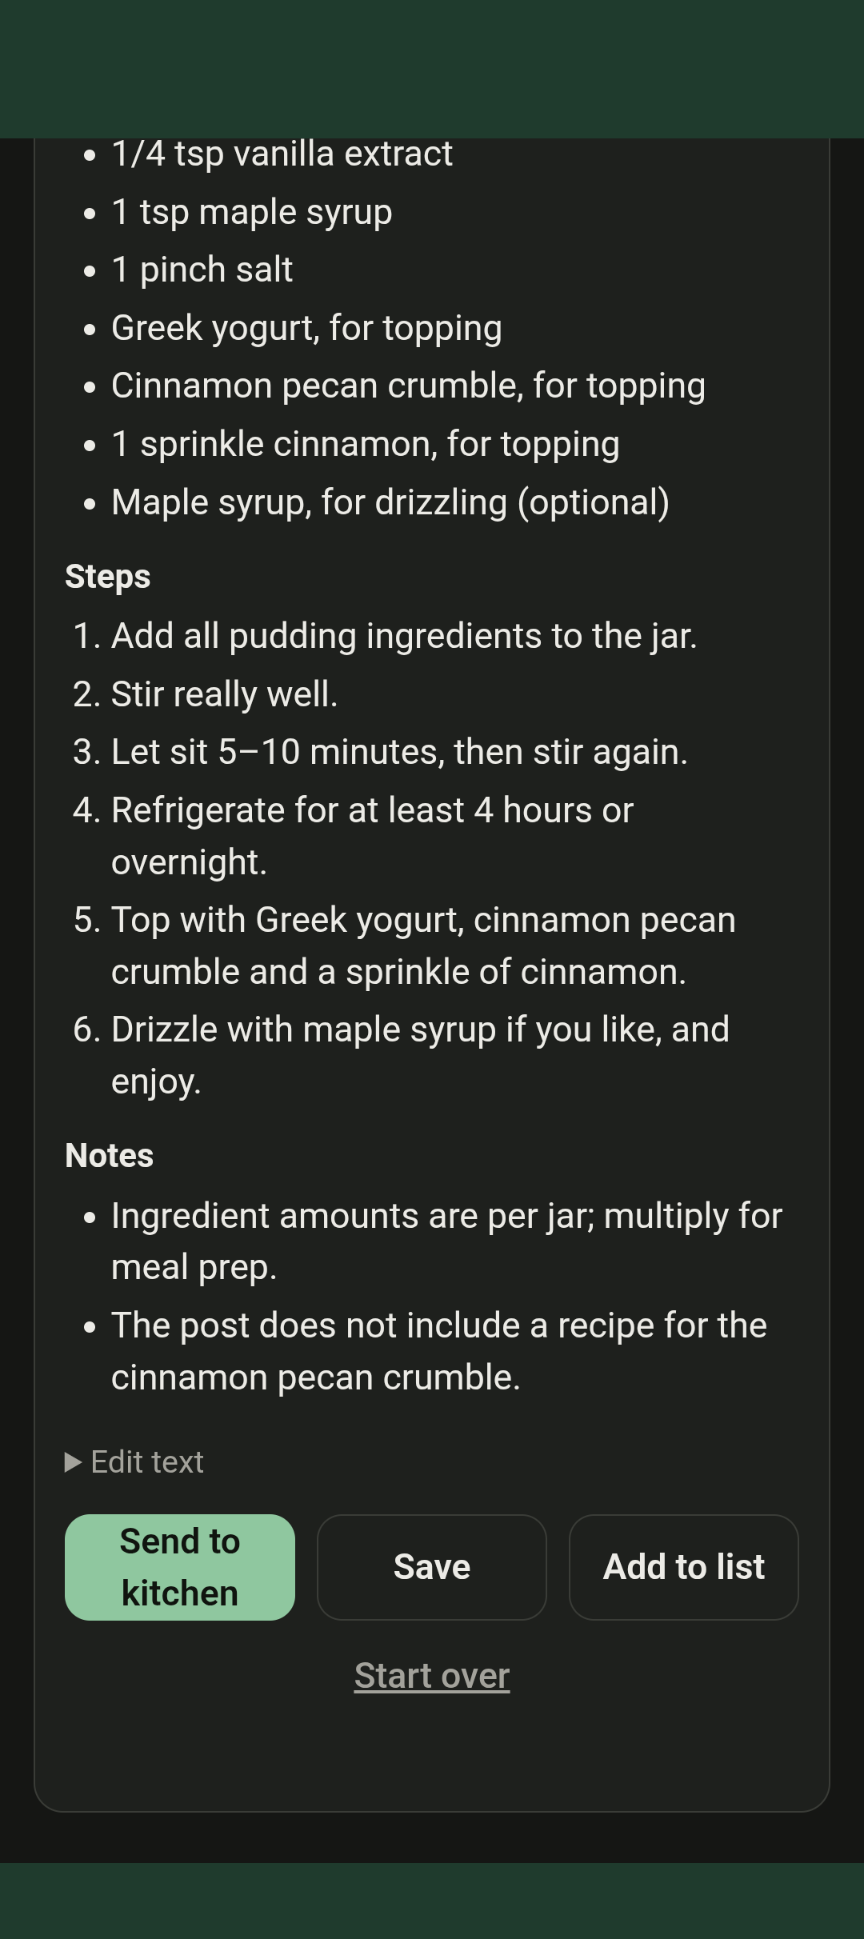 • 1/4 tsp vanilla extract
• 1 tsp maple syrup
• 1 pinch salt
• Greek yogurt, for topping
• Cinnamon pecan crumble, for topping
• 1 sprinkle cinnamon, for topping
• Maple syrup, for drizzling (optional)
Steps
1. Add all pudding ingredients to the jar.
2. Stir really well.
3. Let sit 5–10 minutes, then stir again.
4. Refrigerate for at least 4 hours or
overnight.
5. Top with Greek yogurt, cinnamon pecan
crumble and a sprinkle of cinnamon.
6. Drizzle with maple syrup if you like, and
enjoy.
Notes
• Ingredient amounts are per jar; multiply for
meal prep.
• The post does not include a recipe for the
cinnamon pecan crumble.
▶ Edit text
Send to
kitchen
Save
Add to list
Start over